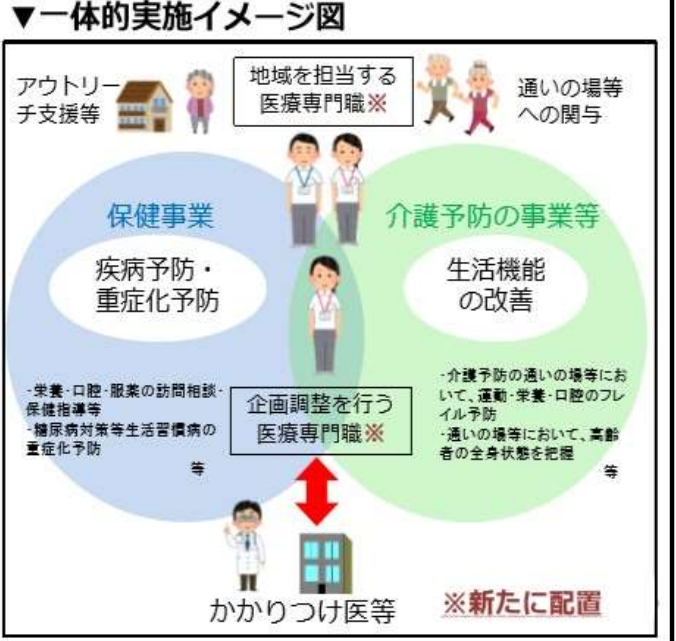 ▼一体的実施イメージ図
アウトリー
チ支援等
地域を担当する
医療専門職※
通いの場等
への関与
保健事業
介護予防の事業等
疾病予防・
重症化予防
生活機能
の改善
・栄養・口腔・服薬の訪問相談・
保健指導等
・糖尿病対策等生活習慣病の
重症化予防
等
企画調整を行う
医療専門職※
・介護予防の通いの場等にお
いて、運動・栄養・口腔のフレ
イル予防
・通いの場等において、高齢
者の全身状態を把握
等
かかりつけ医等
※新たに配置